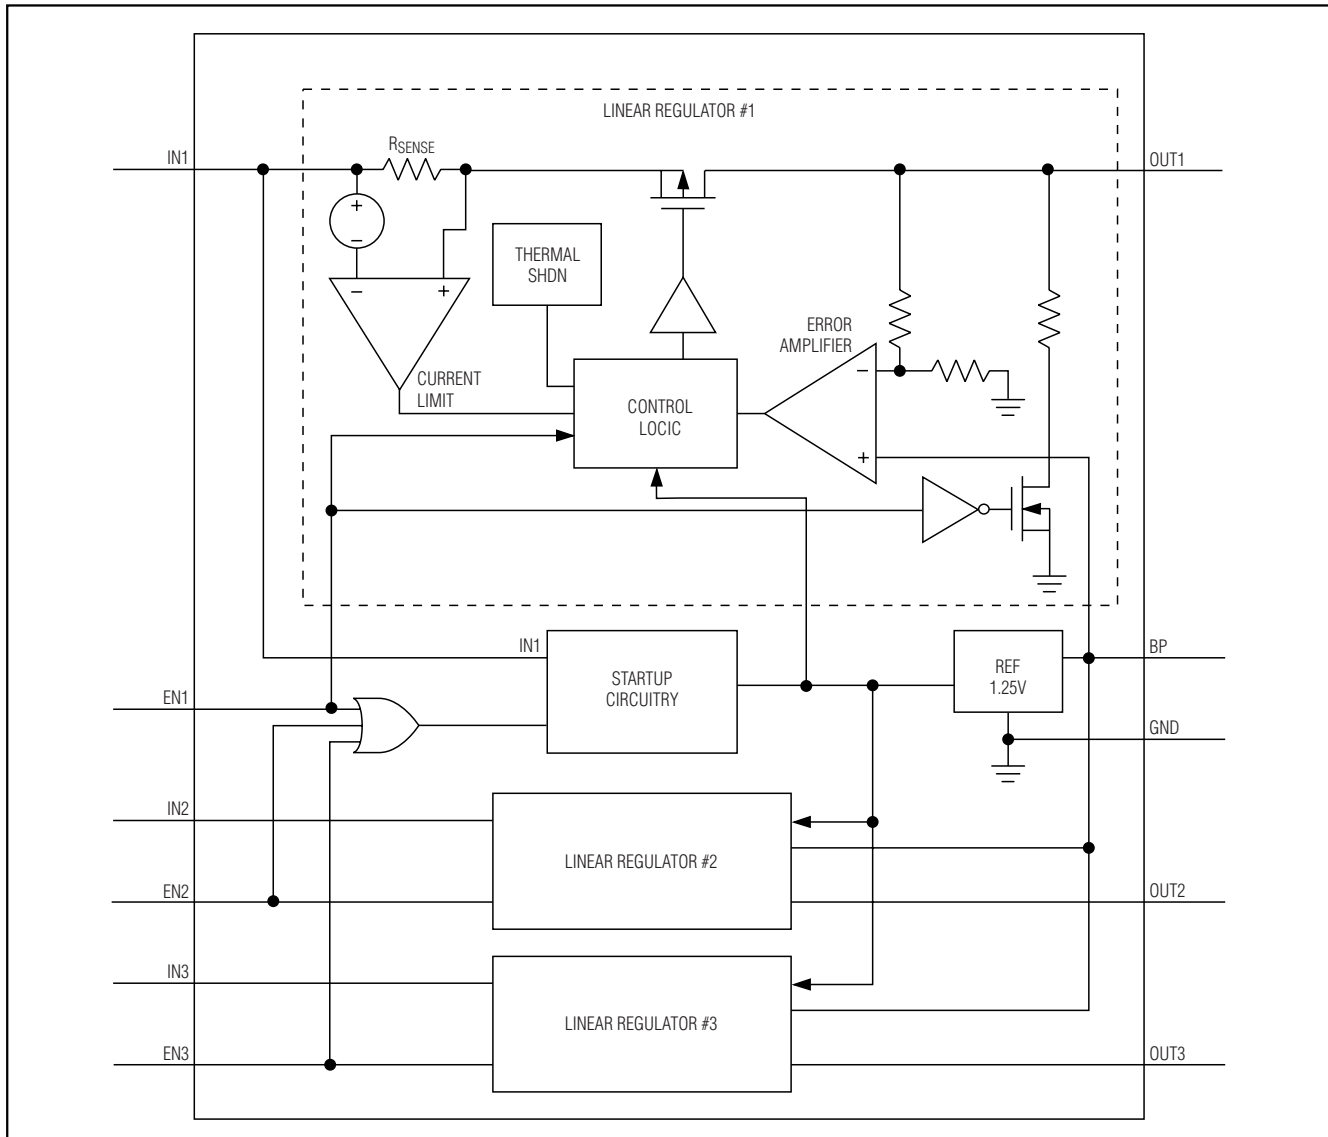 LINEAR REGULATOR #1
IN1
RSENSE
OUT1
+
−
THERMAL
SHDN
−
+
ERROR
AMPLIFIER
−
CURRENT
LIMIT
CONTROL
LOCIC
+
IN1
STARTUP
CIRCUITRY
REF
1.25V
BP
EN1
GND
IN2
LINEAR REGULATOR #2
EN2
OUT2
IN3
LINEAR REGULATOR #3
EN3
OUT3